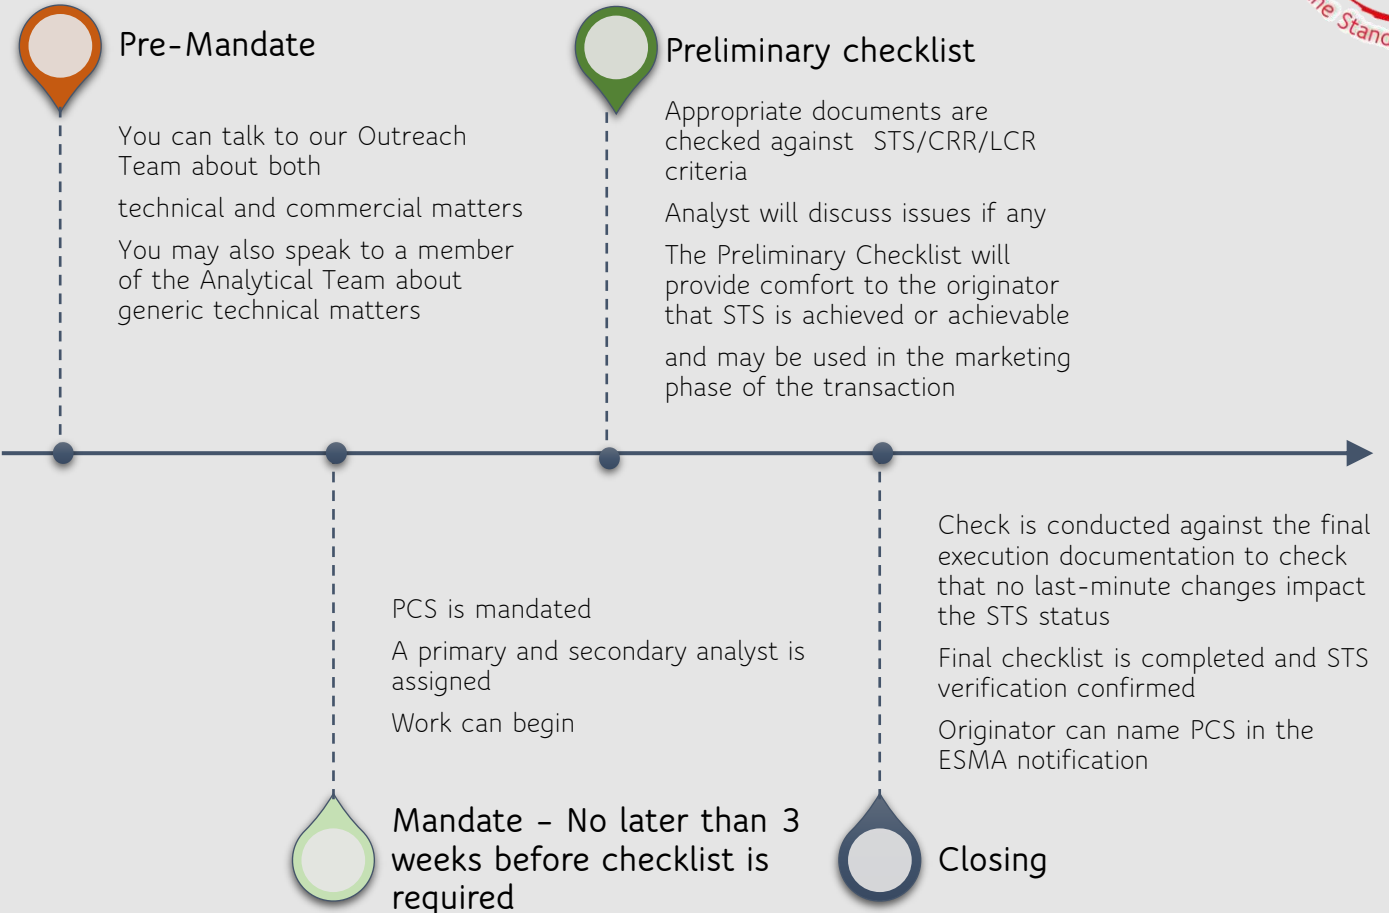 Pre-Mandate
You can talk to our Outreach
Team about both
technical and commercial matters
You may also speak to a member
of the Analytical Team about
generic technical matters
Preliminary checklist
Appropriate documents are
checked against STS/CRR/LCR
criteria
Analyst will discuss issues if any
The Preliminary Checklist will
provide comfort to the originator
that STS is achieved or achievable
and may be used in the marketing
phase of the transaction
PCS is mandated
A primary and secondary analyst is
assigned
Work can begin
Mandate – No later than 3
weeks before checklist is
required
Check is conducted against the final
execution documentation to check
that no last-minute changes impact
the STS status
Final checklist is completed and STS
verification confirmed
Originator can name PCS in the
ESMA notification
Closing